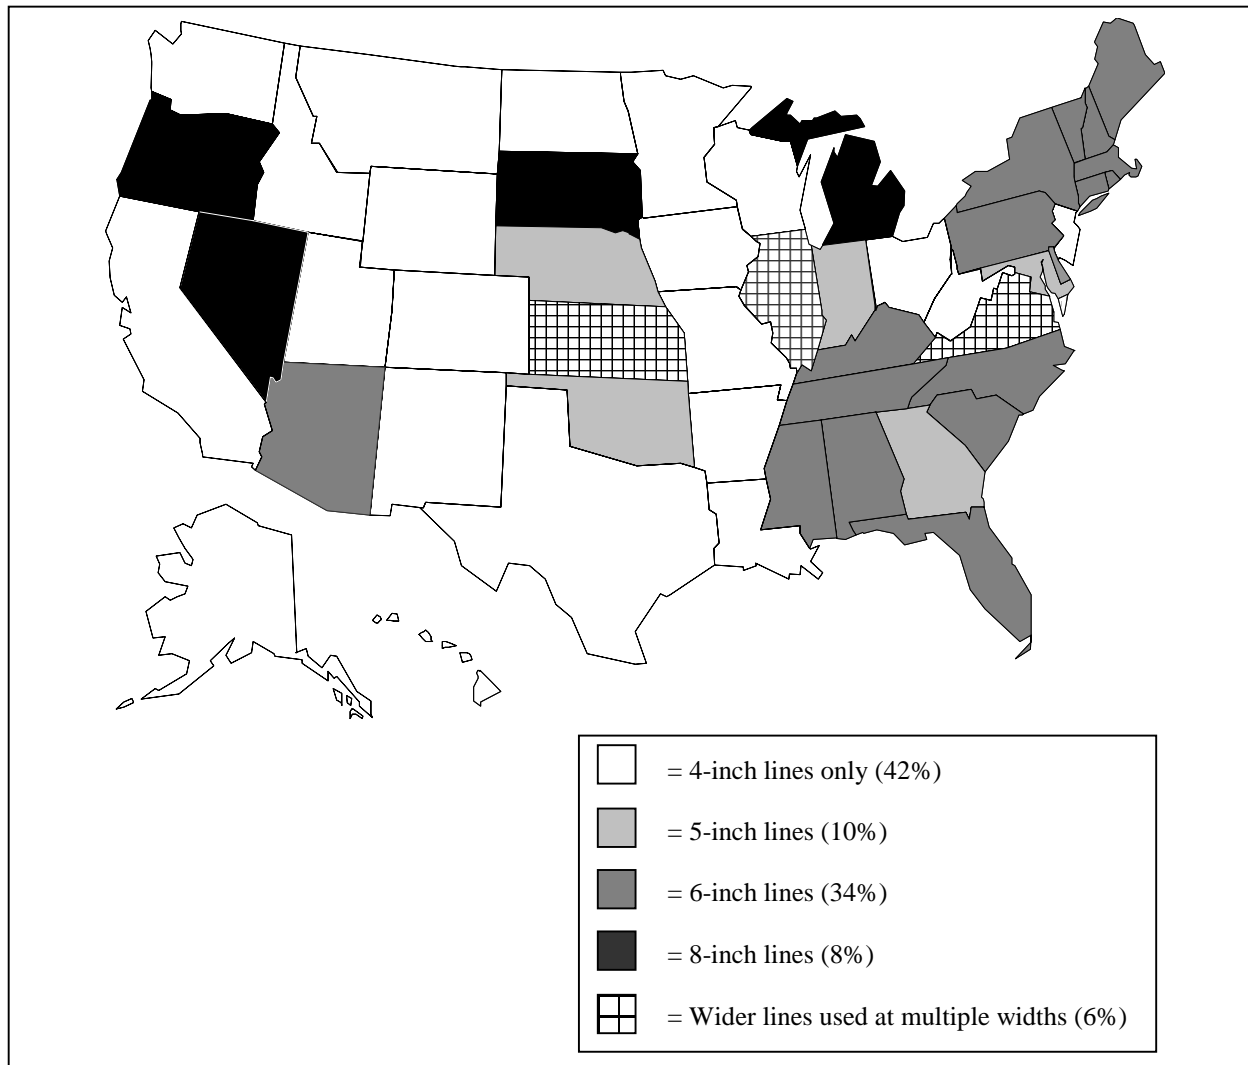 = 4-inch lines only (42%)
= 5-inch lines (10%)
= 6-inch lines (34%)
= 8-inch lines (8%)
= Wider lines used at multiple widths (6%)